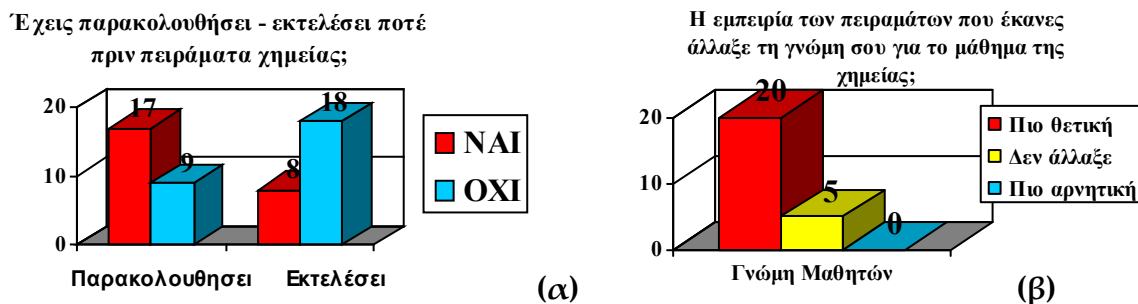 Έχεις παρακολουθήσει - εκτελέσει ποτέ
πριν πειράματα χημείας;
20
10
0
17
9
8
18
ΝΑΙ
ΟΧΙ
Παρακολουθησει Εκτελέσει
(α)
Η εμπειρία των πειραμάτων που έκανες
άλλαξε τη γνώμη σου για το μάθημα της
χημείας;
20
10
0
20
5
0
Πιο θετική
Δεν άλλαξε
Πιο αρνητική
Γνώμη Μαθητών
(β)